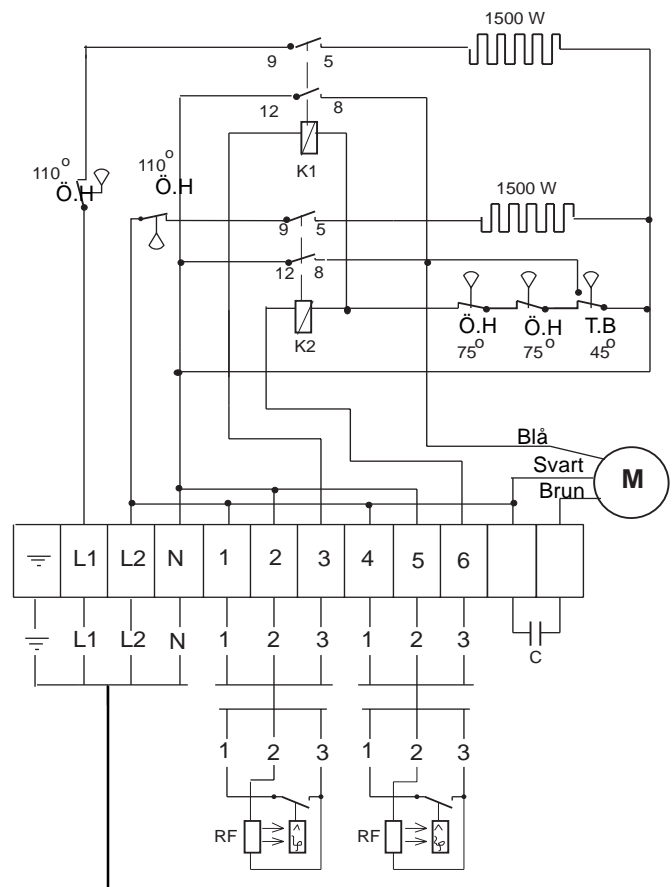 1500 W
9 5
12 8
K1
110° Ö.H
110° Ö.H
1500 W
9 5
12 8
K2
Ö.H 75°
Ö.H 75°
T.B 45°
Blå
Svart
Brun
M
L1 L2 N 1 2 3 4 5 6
L1 L2 N 1 2 3 1 2 3
C
1 2 3 1 2 3
RF RF